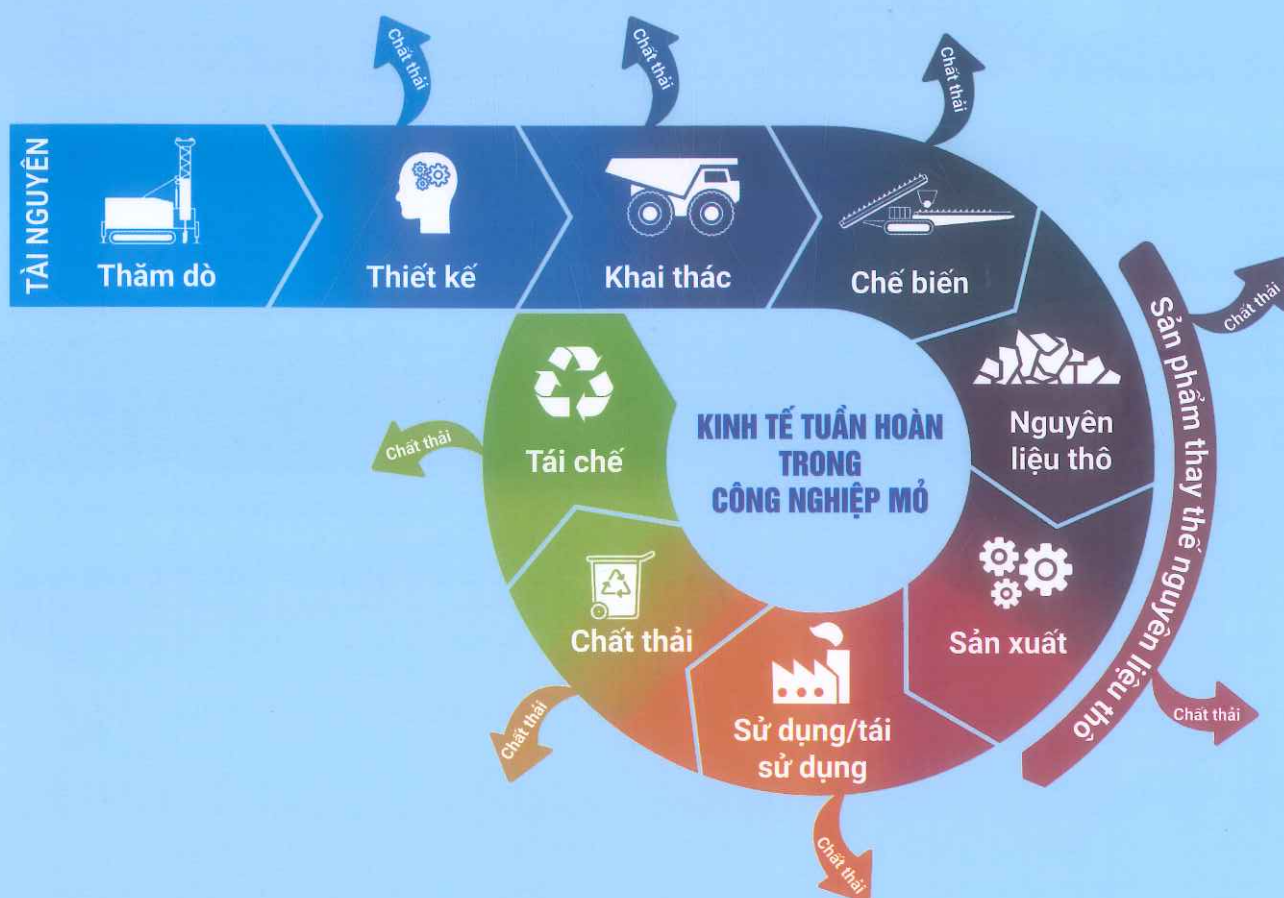 TÀI NGUYÊN
Thăm dò
Chất thải
Thiết kế
Chất thải
Khai thác
Chất thải
Chế biến
Nguyên
liệu thô
Sản phẩm thay thế nguyên liệu thô
Chất thải
Chất thải
Sản xuất
Sử dụng/tái
sử dụng
Chất thải
Chất thải
Chất thải
Tái chế
Chất thải
KINH TẾ TUẦN HOÀN
TRONG
CÔNG NGHIỆP MỎ